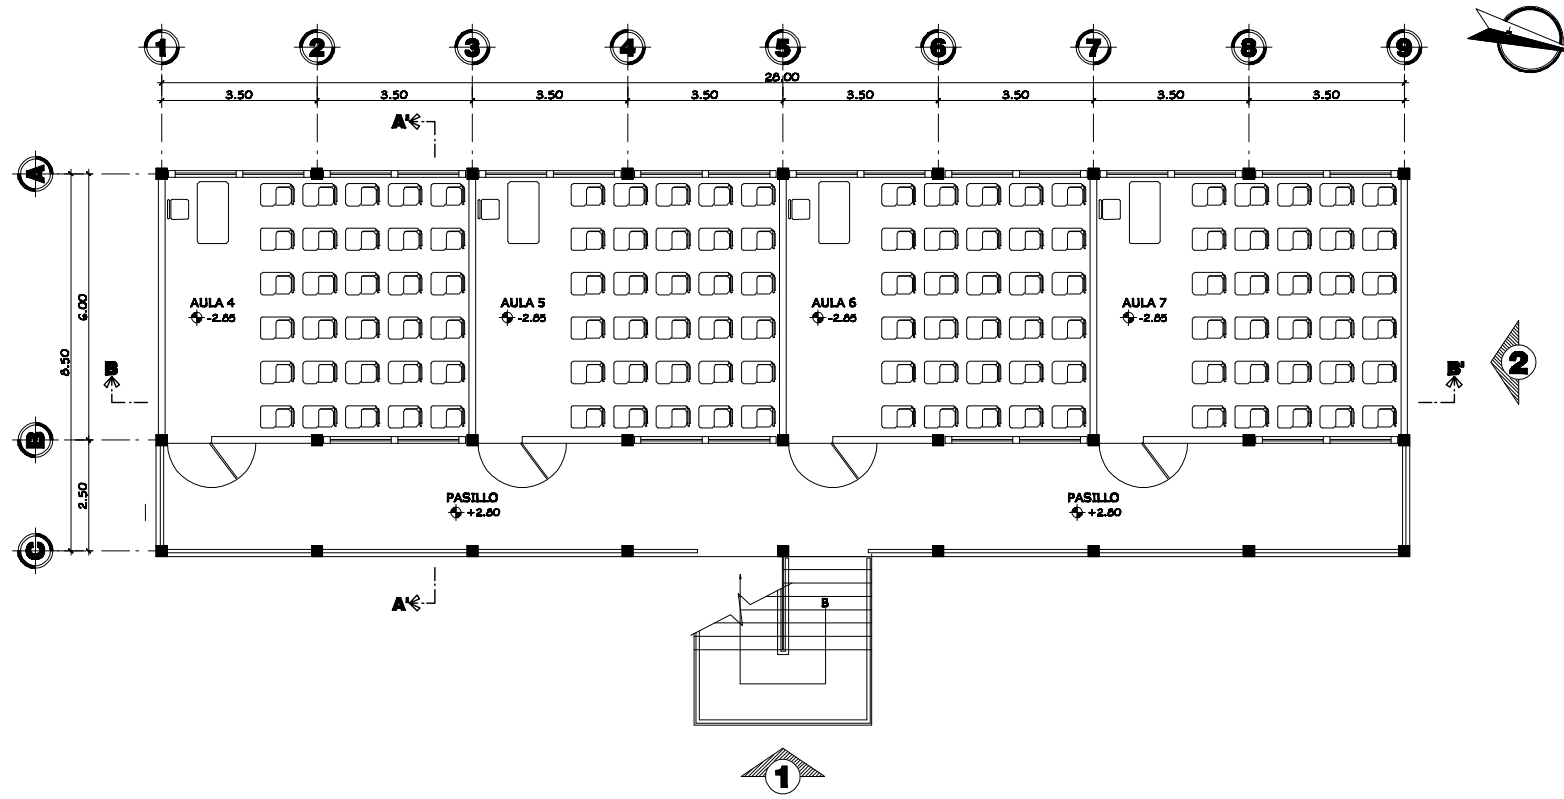 1 2 3 4 5 6 7 8 9
28.00
3.50 3.50 3.50 3.50 3.50 3.50 3.50 3.50
A'
A
AULA 4 AULA 5 AULA 6 AULA 7
-2.85 -2.85 -2.85 -2.85
6.00
8.50
B B'
2
B
2.50
PASILLO PASILLO
+2.80 +2.80
C
A'
B
1